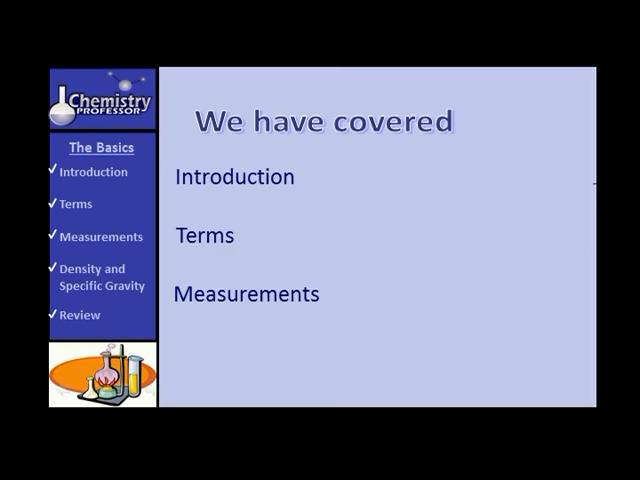 Chemistry
PROFESSOR
The Basics
Introduction
Terms
Measurements
Density and
Specific Gravity
Review
We have covered
Introduction
Terms
Measurements